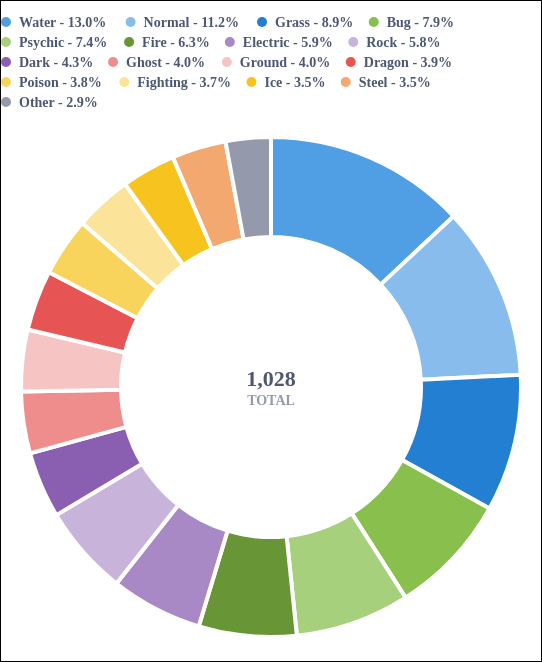 Water - 13.0% Normal - 11.2% Grass - 8.9% Bug - 7.9%
Psychic - 7.4% Fire - 6.3% Electric - 5.9% Rock - 5.8%
Dark - 4.3% Ghost - 4.0% Ground - 4.0% Dragon - 3.9%
Poison - 3.8% Fighting - 3.7% Ice - 3.5% Steel - 3.5%
Other - 2.9%
1,028
TOTAL